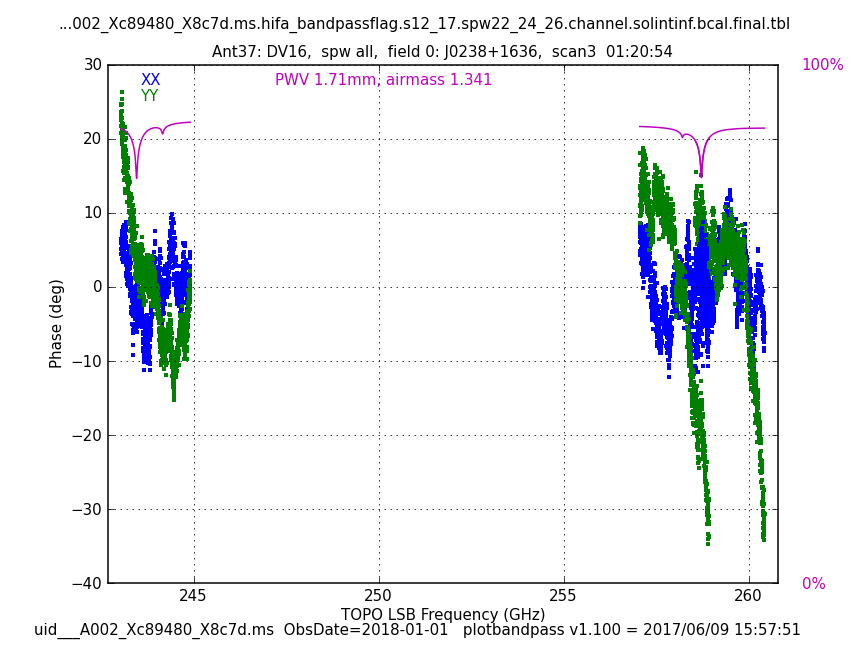 ...002_Xc89480_X8c7d.ms.hifa_bandpassflag.s12_17.spw22_24_26.channel.solintinf.bcal.final.tbl
Ant37: DV16,  spw all,  field 0: J0238+1636,  scan3  01:20:54
XX
YY
PWV 1.71mm, airmass 1.341
100%
0%
30
20
10
0
−10
−20
−30
−40
Phase (deg)
245
250
255
260
TOPO LSB Frequency (GHz)
uid___A002_Xc89480_X8c7d.ms  ObsDate=2018-01-01   plotbandpass v1.100 = 2017/06/09 15:57:51